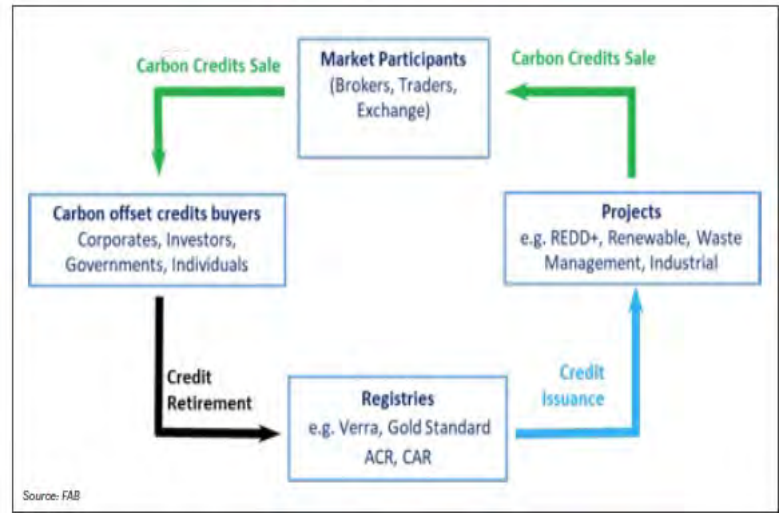 Carbon Credits Sale
Market Participants
(Brokers, Traders,
Exchange)
Carbon Credits Sale
Carbon offset credits buyers
Corporates, Investors,
Governments, Individuals
Projects
e.g. REDD+, Renewable, Waste
Management, Industrial
Credit
Retirement
Registries
e.g. Verra, Gold Standard
ACR, CAR
Credit
Issuance
Source: FAB